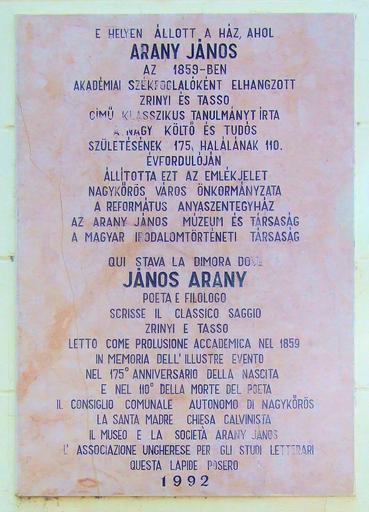 E HELYEN ÁLLOTT A HÁZ, AHOL
ARANY JÁNOS
AZ 1859-BEN
AKADÉMIAI SZÉKFOGLALÓKÉNT ELHANGZOTT
ZRINYI ÉS TASSO
CÍMŰ KLASSZIKUS TANULMÁNYT ÍRTA
A NAGY KÖLTŐ ÉS TUDÓS
SZÜLETÉSÉNEK 175, HALÁLÁNAK 110.
ÉVFORDULÓJÁN
ÁLLÍTOTTA EZT AZ EMLÉKJELET
NAGYKŐRÖS VÁROS ÖNKORMÁNYZATA
A REFORMÁTUS ANYASZENTEGYHÁZ
AZ ARANY JÁNOS MÚZEUM ÉS TÁRSASÁG
A MAGYAR IRODALOMTÖRTÉNETI TÁRSASÁG
QUI STAVA LA DIMORA DOVE
JÁNOS ARANY
POETA E FILOLOGO
SCRISSE IL CLASSICO SAGGIO
ZRINYI E TASSO
LETTO COME PROLUSIONE ACCADEMICA NEL 1859
IN MEMORIA DELL'ILLUSTRE EVENTO
NEL 175° ANNIVERSARIO DELLA NASCITA
E NEL 110° DELLA MORTE DEL POETA
IL CONSIGLIO COMUNALE AUTONOMO DI NAGYKŐRÖS
LA SANTA MADRE CHIESA CALVINISTA
IL MUSEO E LA SOCIETÀ ARANY JÁNOS
L'ASSOCIAZIONE UNGHERESE PER GLI STUDI LETTERARI
QUESTA LAPIDE POSERO
1992